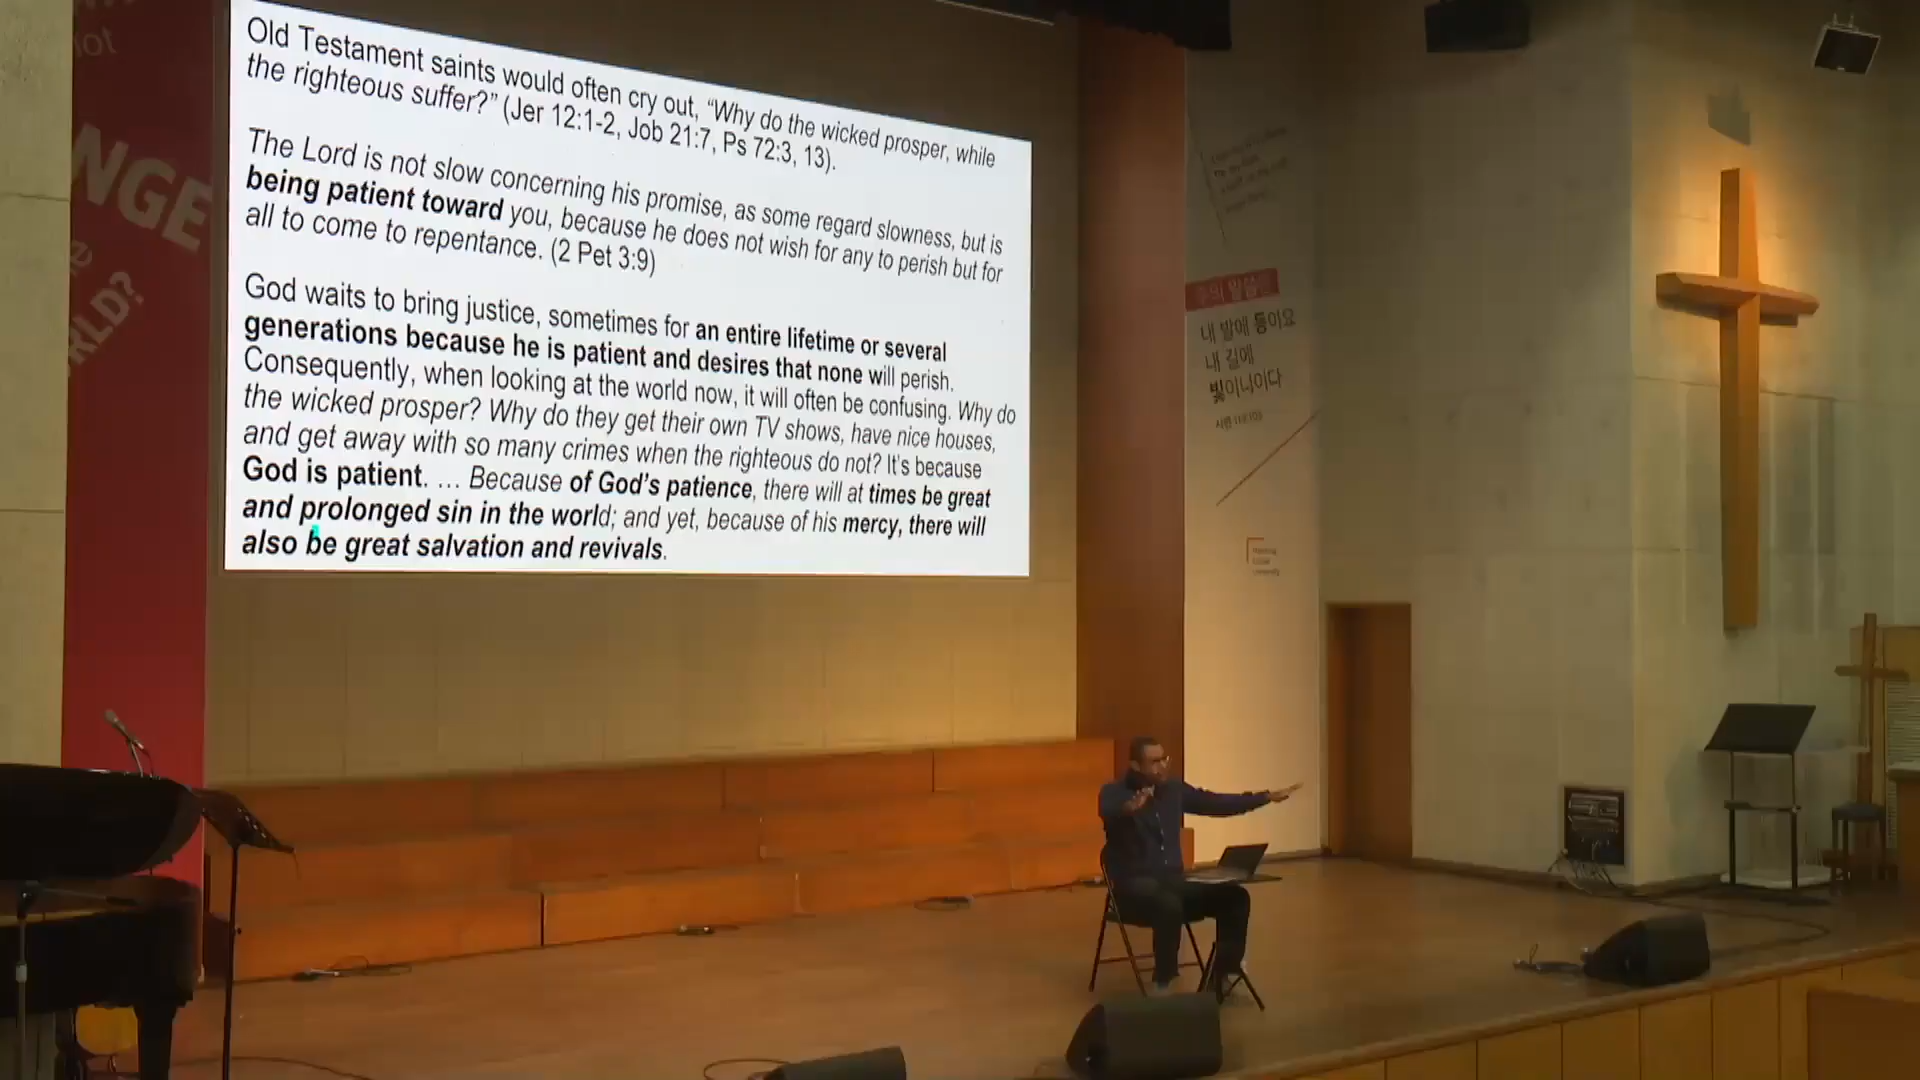 Old Testament saints would often cry out, “Why do the wicked prosper, while
the righteous suffer?” (Jer 12:1-2, Job 21:7, Ps 72:3, 13).
The Lord is not slow concerning his promise, as some regard slowness, but is
being patient toward you, because he does not wish for any to perish but for
all to come to repentance. (2 Pet 3:9)
God waits to bring justice, sometimes for an entire lifetime or several
generations because he is patient and desires that none will perish.
Consequently, when looking at the world now, it will often be confusing. Why do
the wicked prosper? Why do they get their own TV shows, have nice houses,
and get away with so many crimes when the righteous do not? It’s because
God is patient. … Because of God’s patience, there will at times be great
and prolonged sin in the world; and yet, because of his mercy, there will
also be great salvation and revivals.
NGE
RLD?
내 발에 등이요
내 길에
빛이니이다